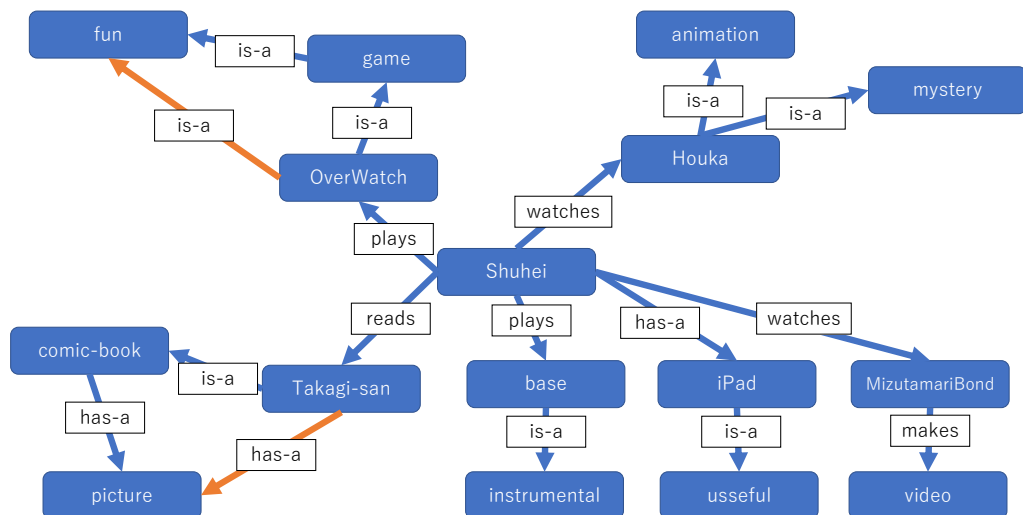 fun
is-a
game
animation
is-a
mystery
is-a
is-a
is-a
Houka
OverWatch
watches
plays
Shuhei
reads
plays
has-a
watches
comic-book
is-a
Takagi-san
base
iPad
MizutamariBond
has-a
is-a
is-a
makes
has-a
picture
instrumental
usseful
video